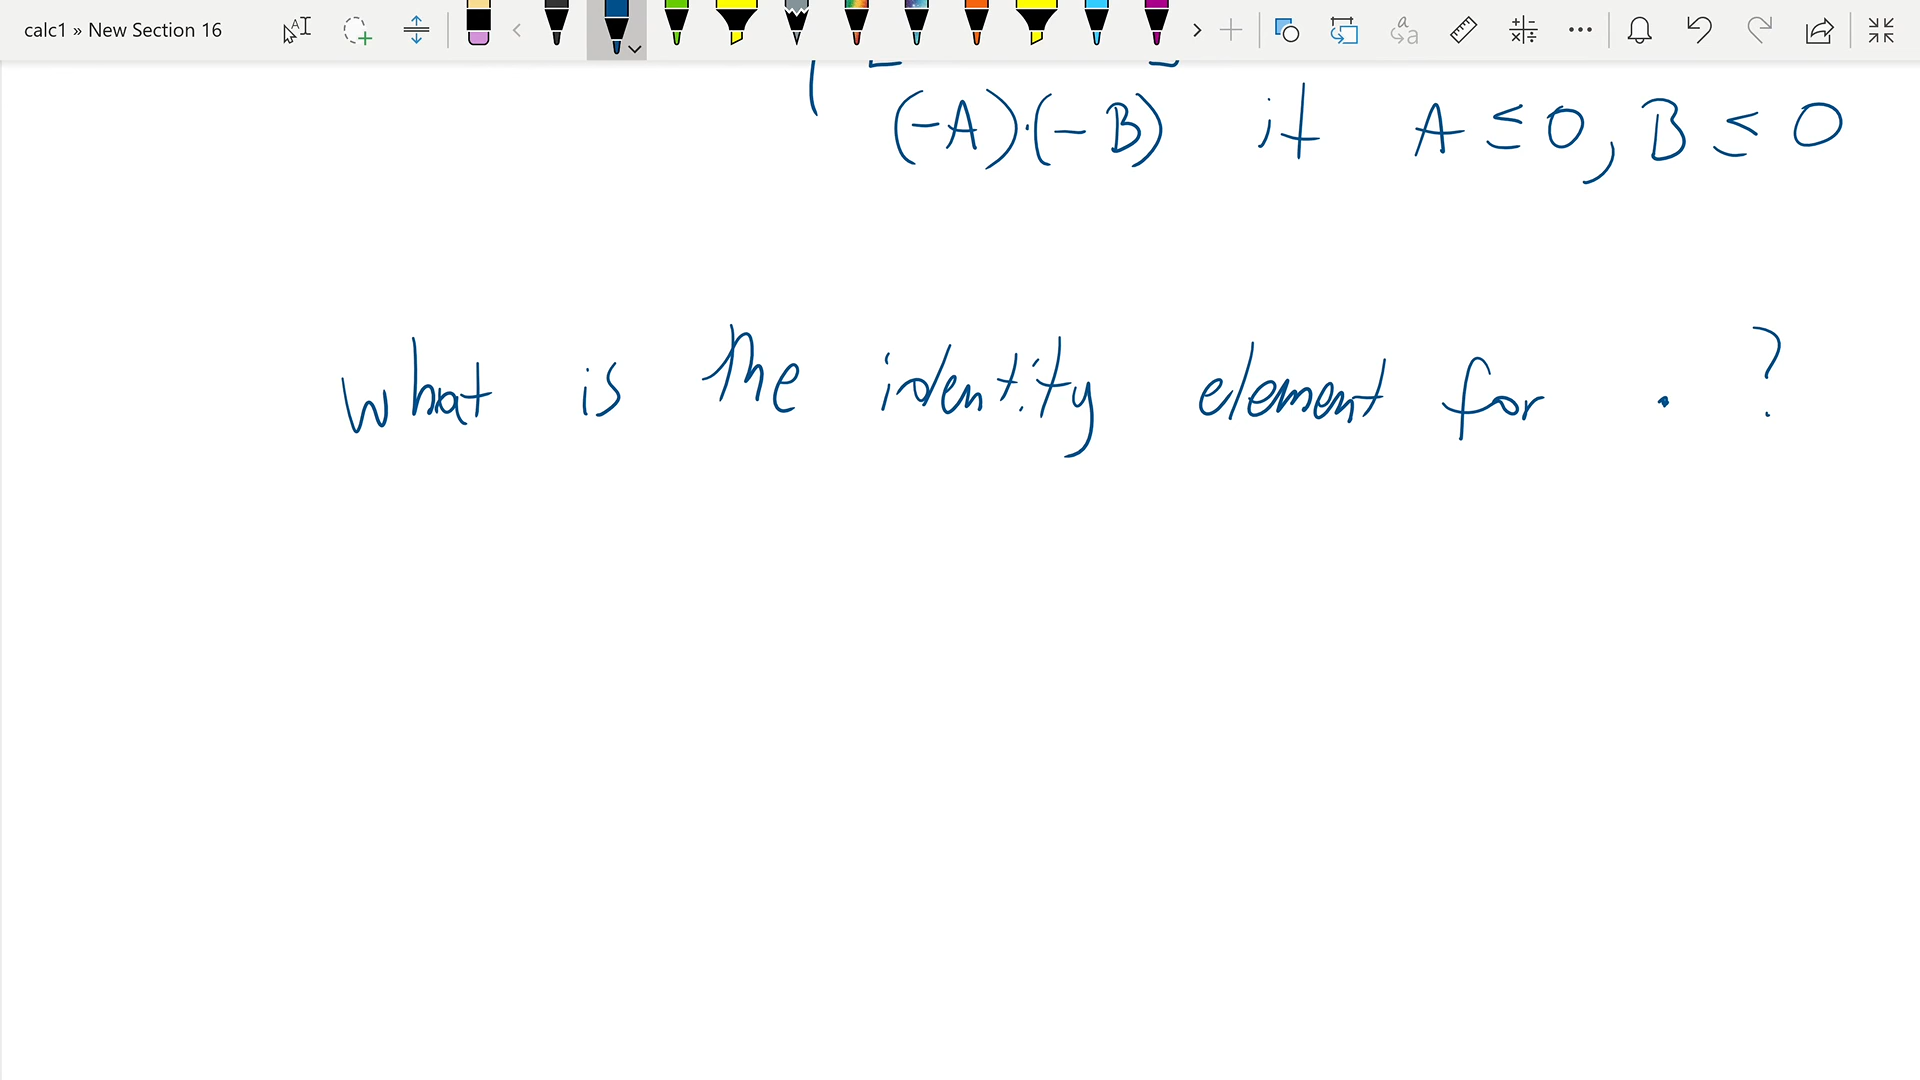 calc1 » New Section 16
(-A)·(-B) if A ≤ 0, B ≤ 0
What is the identity element for · ?